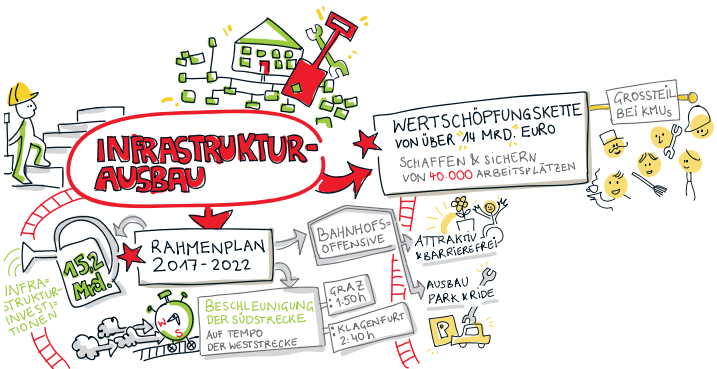 INFRASTRUKTUR-
AUSBAU
WERTSCHÖPFUNGSKETTE
VON ÜBER 14 MRD. EURO
SCHAFFEN & SICHERN
VON 40.000 ARBEITSPLÄTZEN
GROSSTEIL
BEI KMUs
RAHMENPLAN
2017-2022
15,2
Mrd.
INFRA-
STRUKTUR-
INVESTI-
TIONEN
BAHNHOFS-
OFFENSIVE
ATTRAKTIV
& BARRIEREFREI
AUSBAU
PARK & RIDE
P
BESCHLEUNIGUNG
DER SÜDSTRECKE
AUF TEMPO
DER WESTSTRECKE
GRAZ
: 1:50h
: KLAGENFURT
2:40h
W
S